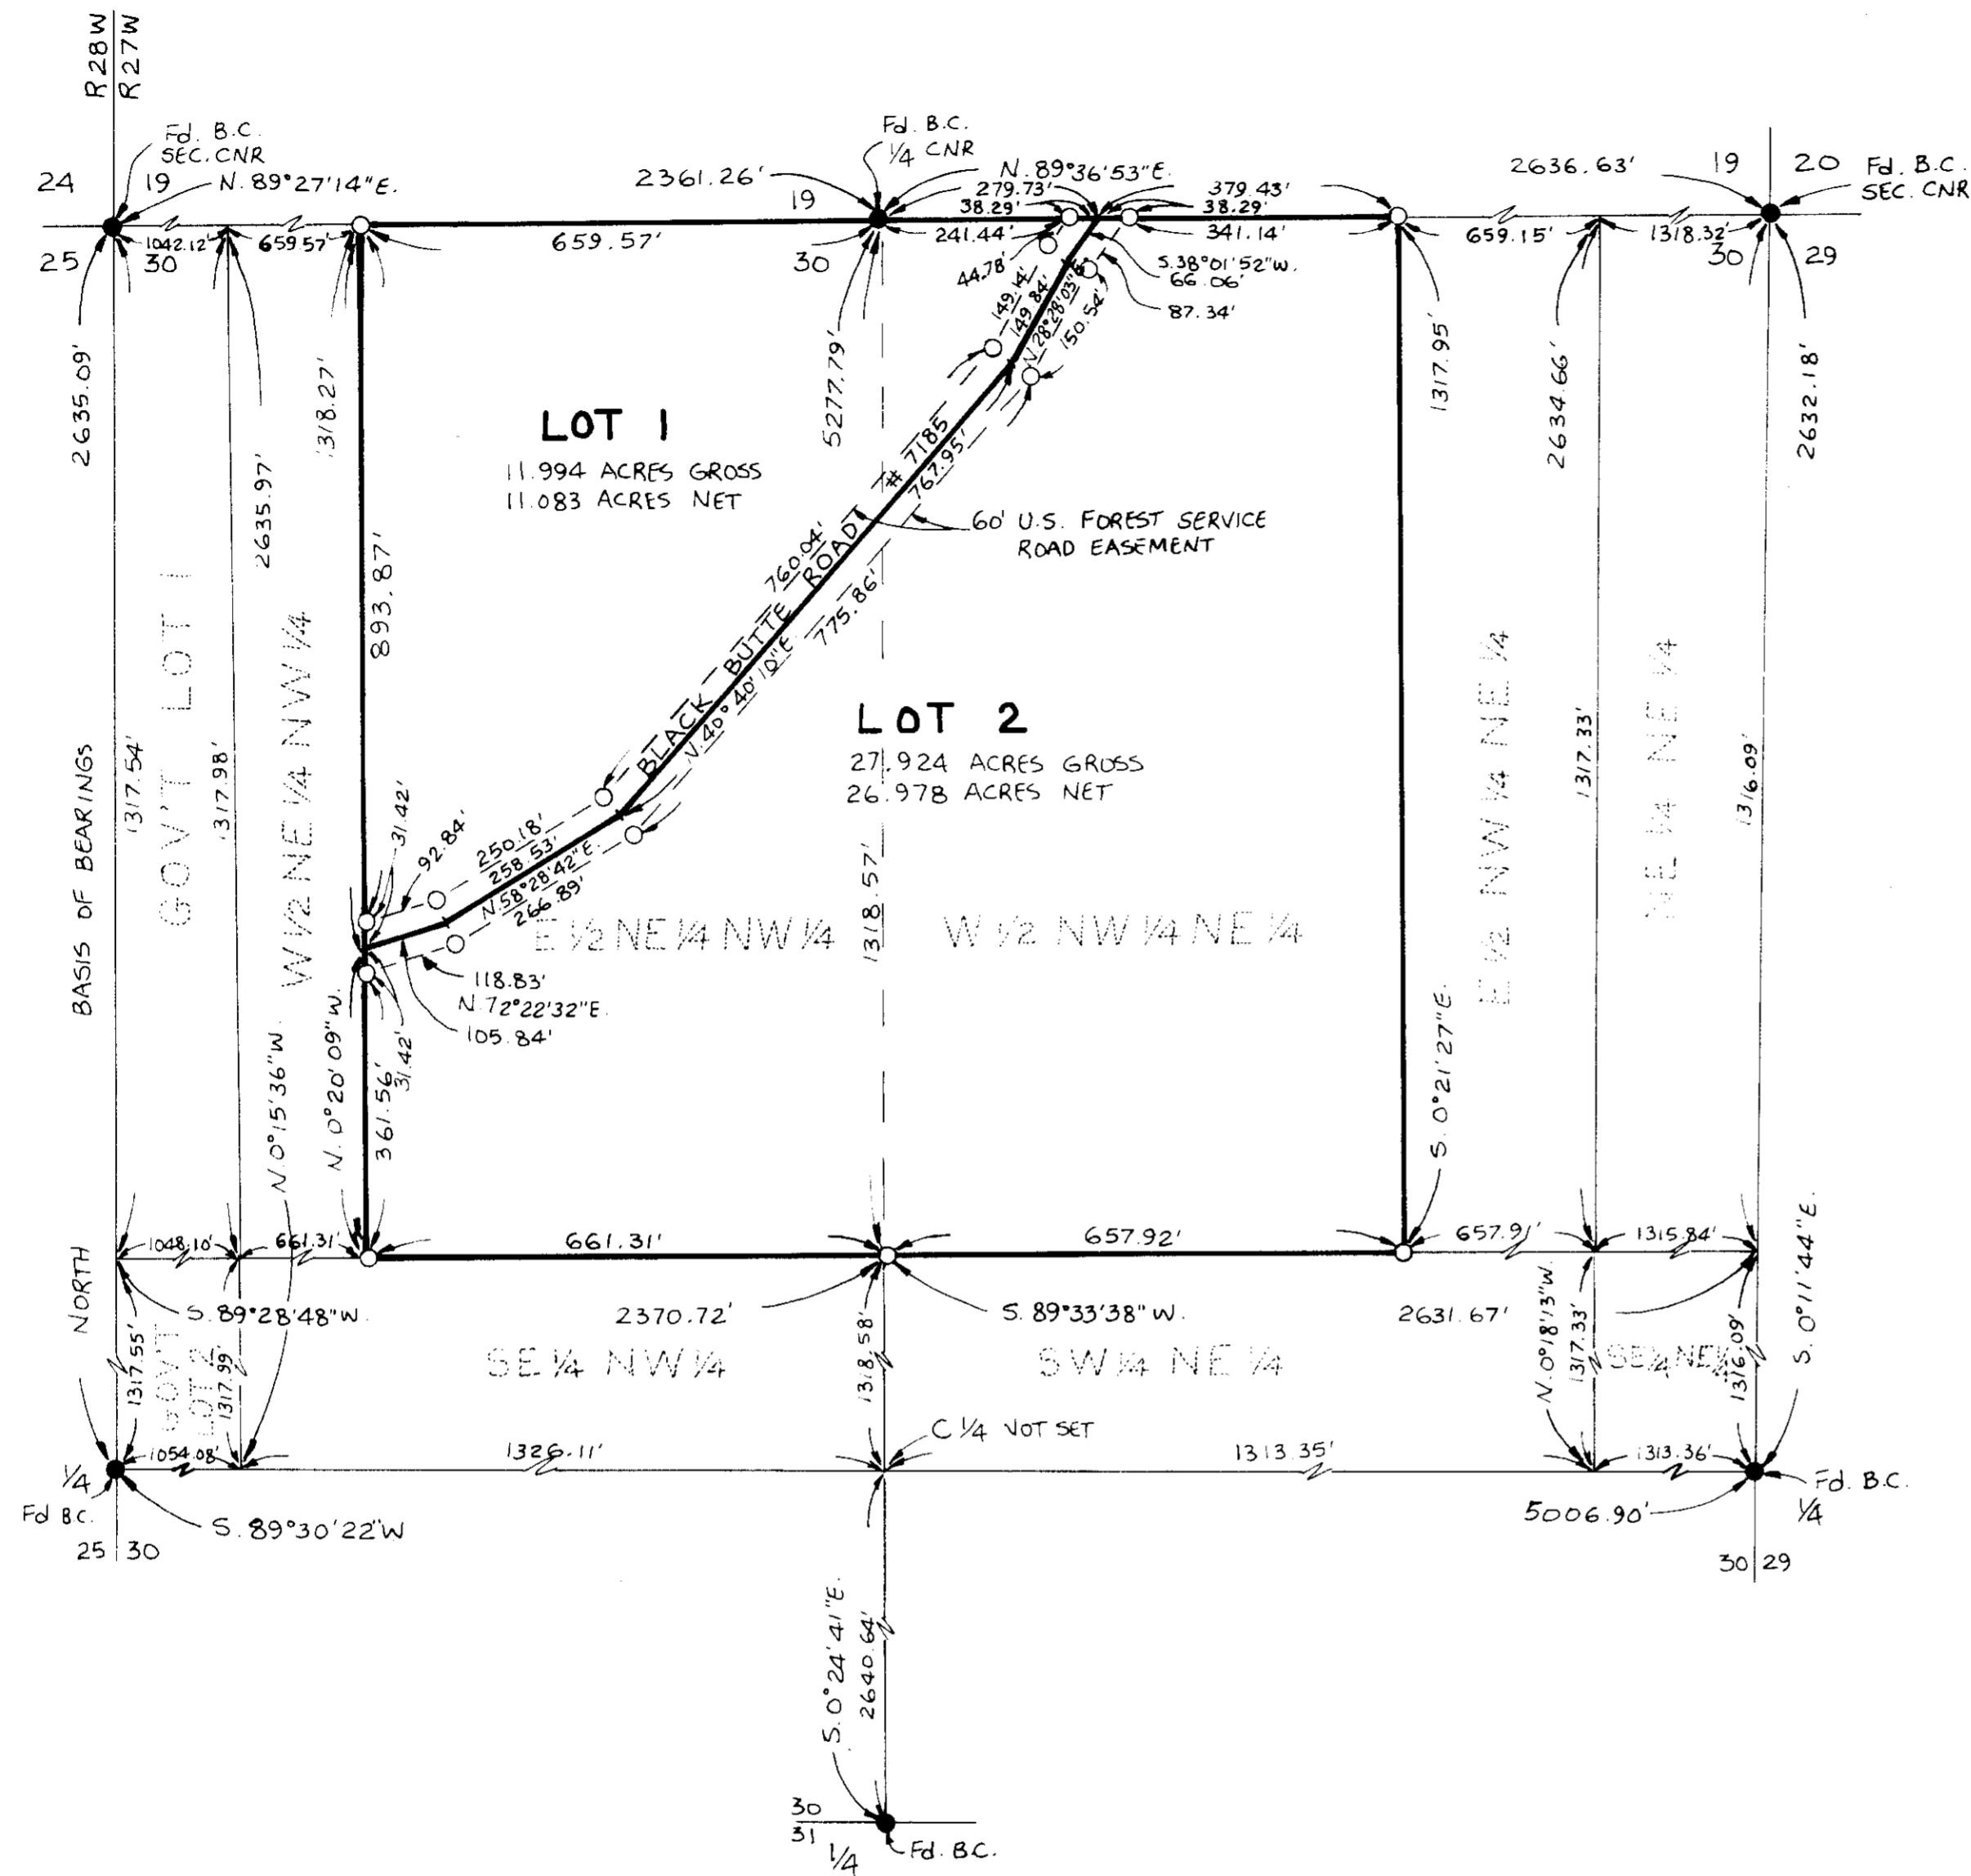 R28W
R27W
Fd. B.C.
SEC. CNR
24
19
N. 89°27'14"E.
2361.26'
19
Fd. B.C.
1/4 CNR
N. 89°36'53"E.
279.73'
379.43'
38.29'
38.29'
2636.63'
19
20
Fd. B.C.
SEC. CNR
1042.12'
659.57'
659.57'
241.44'
341.14'
659.15'
1318.32'
25
30
30
30
29
44.78'
S.38°01'52"W.
66.06'
87.34'
149.14'
149.84'
N.28°28'03"E.
150.54'
2635.09'
2635.97'
1318.27'
5277.79'
1317.95'
2634.66'
2632.18'
LOT 1
11.994 ACRES GROSS
11.083 ACRES NET
60' U.S. FOREST SERVICE
ROAD EASEMENT
BLACK BUTTE ROAD # 7185
767.95'
760.04'
775.86'
N.40°40'10"E.
893.87'
GOV'T LOT 1
W1/2 NE 1/4 NW 1/4
LOT 2
27.924 ACRES GROSS
26.978 ACRES NET
E 1/2 NW 1/4 NE 1/4
NE 1/4 NE 1/4
BASIS OF BEARINGS
1317.54'
1317.98'
1317.33'
1316.09'
31.42'
92.84'
250.18'
258.53'
N.58°28'42"E.
266.89'
E 1/2 NE 1/4 NW 1/4
1318.57'
W 1/2 NW 1/4 NE 1/4
118.83'
N.72°22'32"E.
105.84'
31.42'
361.56'
N.0°20'09"W.
N.0°15'36"W.
S.0°21'27"E.
1048.10'
661.31'
661.31'
657.92'
657.91'
1315.84'
NORTH
S.89°28'48"W.
2370.72'
S.89°33'38"W.
2631.67'
N.0°18'13"W.
S.0°11'44"E.
1317.55'
GOV'T
LOT 2
1317.99'
SE 1/4 NW 1/4
1318.58'
SW 1/4 NE 1/4
1317.33'
SE 1/4 NE 1/4
1316.09'
C 1/4 NOT SET
1054.08'
1326.11'
1313.35'
1313.36'
1/4
Fd B.C.
S.89°30'22"W
5006.90'
Fd. B.C.
1/4
25
30
30
29
S.0°24'41"E.
2640.64'
30
31
1/4
Fd. B.C.